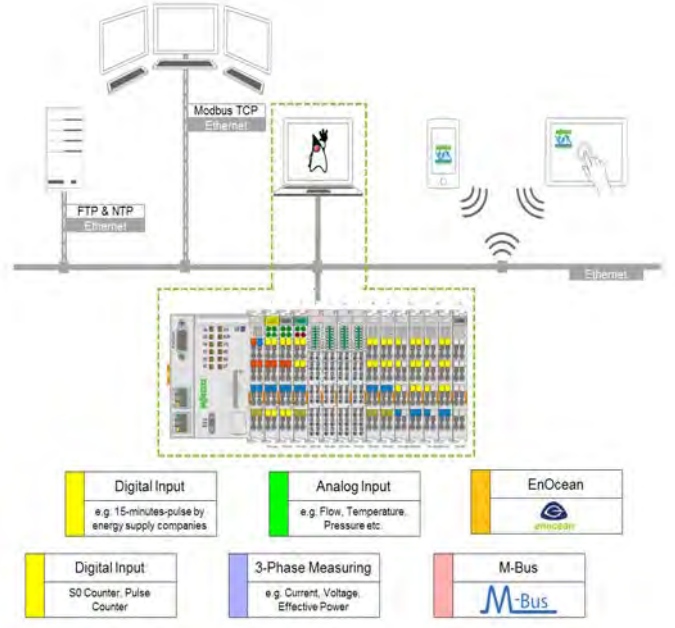 Modbus TCP
Ethernet
FTP & NTP
Ethernet
Ethernet
WAGO
Digital Input
e.g. 15-minutes-pulse by
energy supply companies
Analog Input
e.g. Flow, Temperature,
Pressure etc.
EnOcean
enocean
Digital Input
S0 Counter, Pulse
Counter
3-Phase Measuring
e.g. Current, Voltage,
Effective Power
M-Bus
M-Bus